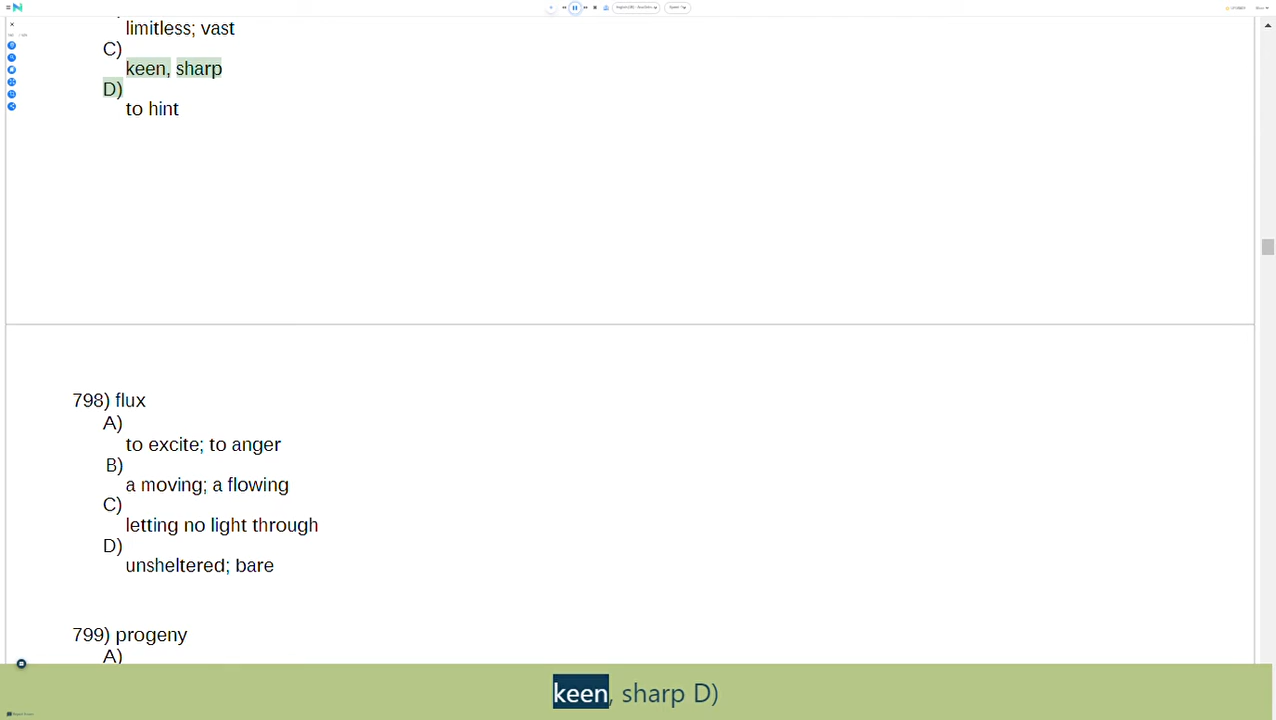 limitless; vast
C)
keen, sharp
D)
to hint
798) flux
A)
to excite; to anger
B)
a moving; a flowing
C)
letting no light through
D)
unsheltered; bare
799) progeny
A)
keen, sharp D)